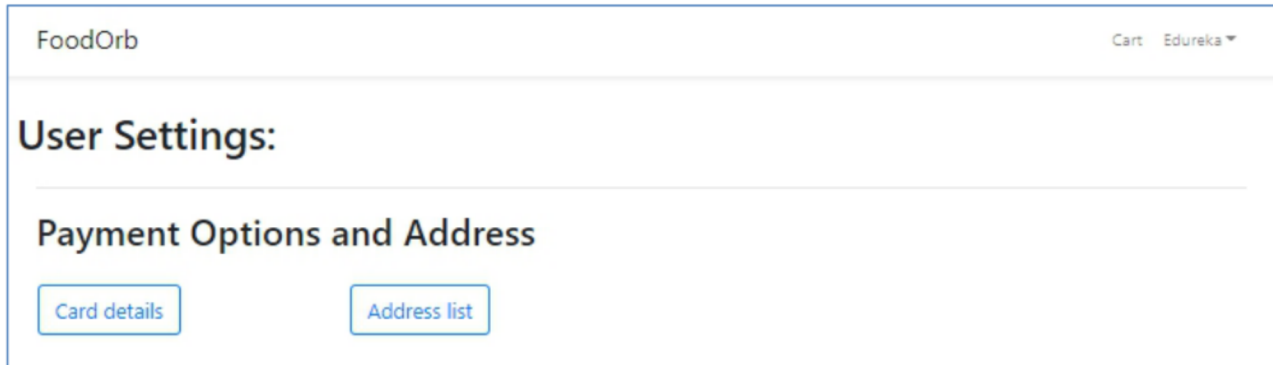 FoodOrb Cart Edureka
User Settings:
Payment Options and Address
Card details Address list